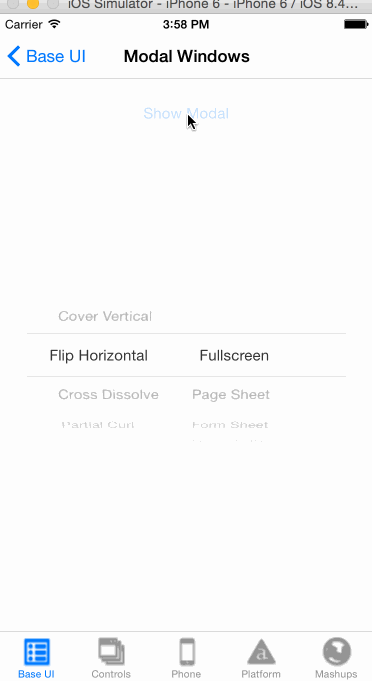 iOS Simulator - iPhone 6 - iPhone 6 / iOS 8.4...
Carrier 3:58 PM
Base UI Modal Windows
Show Modal
Cover Vertical
Flip Horizontal Fullscreen
Cross Dissolve Page Sheet
Partial Curl Form Sheet
Base UI Controls Phone Platform Mashups